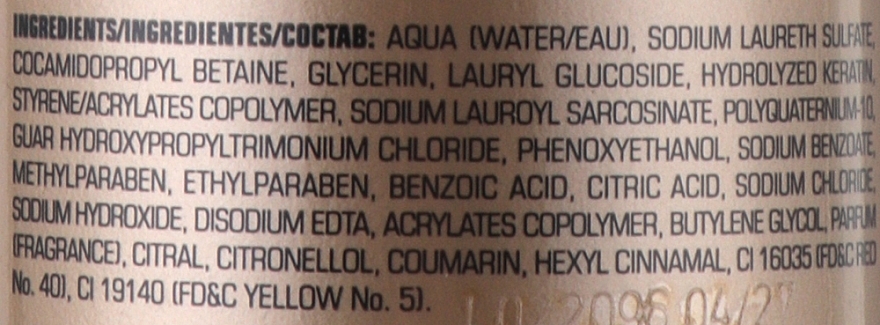 INGREDIENTS/INGREDIENTES/СОСТАВ: AQUA (WATER/EAU), SODIUM LAURETH SULFATE,
COCAMIDOPROPYL BETAINE, GLYCERIN, LAURYL GLUCOSIDE, HYDROLYZED KERATIN,
STYRENE/ACRYLATES COPOLYMER, SODIUM LAUROYL SARCOSINATE, POLYQUATERNIUM-10,
GUAR HYDROXYPROPYLTRIMONIUM CHLORIDE, PHENOXYETHANOL, SODIUM BENZOATE,
METHYLPARABEN, ETHYLPARABEN, BENZOIC ACID, CITRIC ACID, SODIUM CHLORIDE,
SODIUM HYDROXIDE, DISODIUM EDTA, ACRYLATES COPOLYMER, BUTYLENE GLYCOL, PARFUM
(FRAGRANCE), CITRAL, CITRONELLOL, COUMARIN, HEXYL CINNAMAL, CI 16035 (FD&C RED
No. 40), CI 19140 (FD&C YELLOW No. 5).
04/27